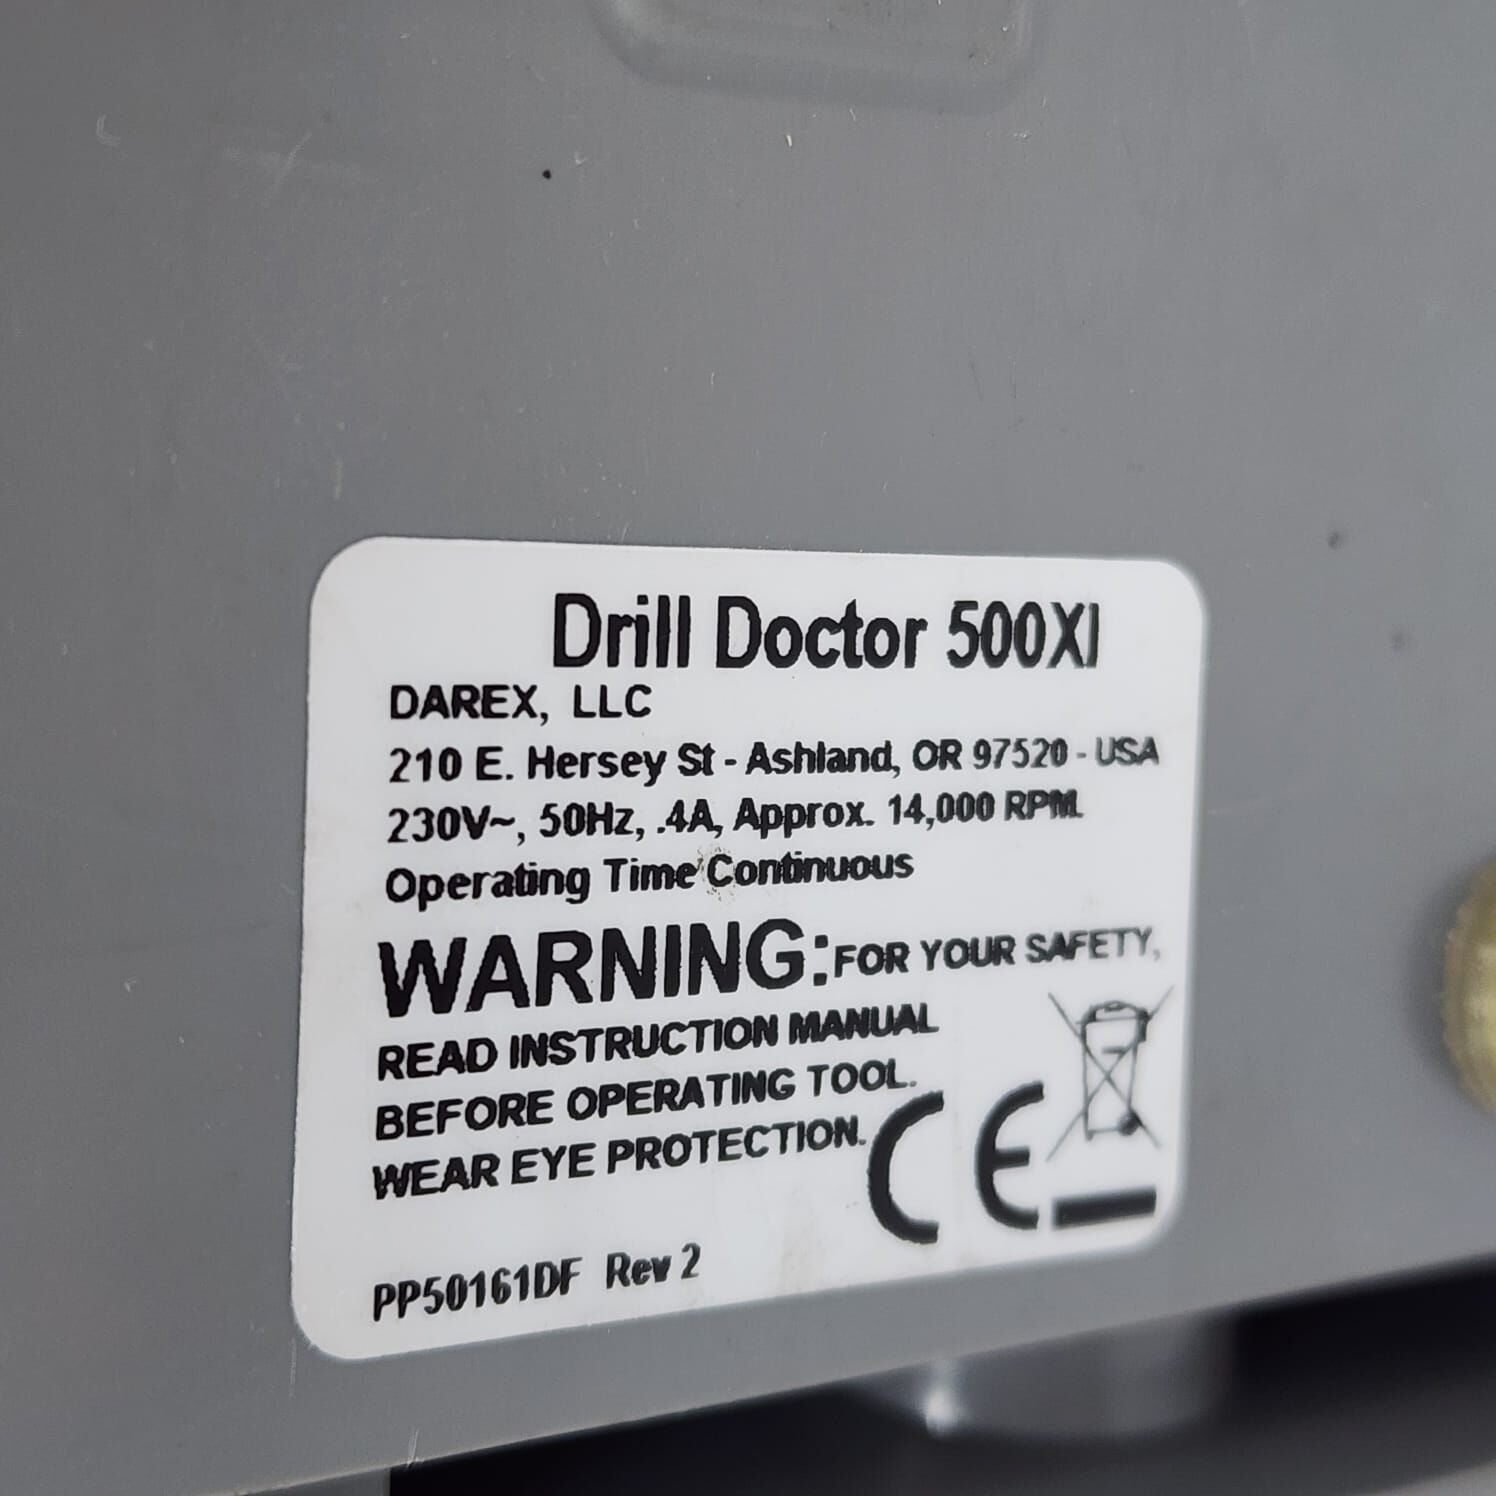 Drill Doctor 500XI
DAREX, LLC
210 E. Hersey St - Ashland, OR 97520 - USA
230V~, 50Hz, .4A, Approx. 14,000 RPM.
Operating Time Continuous
WARNING: FOR YOUR SAFETY,
READ INSTRUCTION MANUAL
BEFORE OPERATING TOOL.
WEAR EYE PROTECTION.
CE
PP50161DF Rev 2